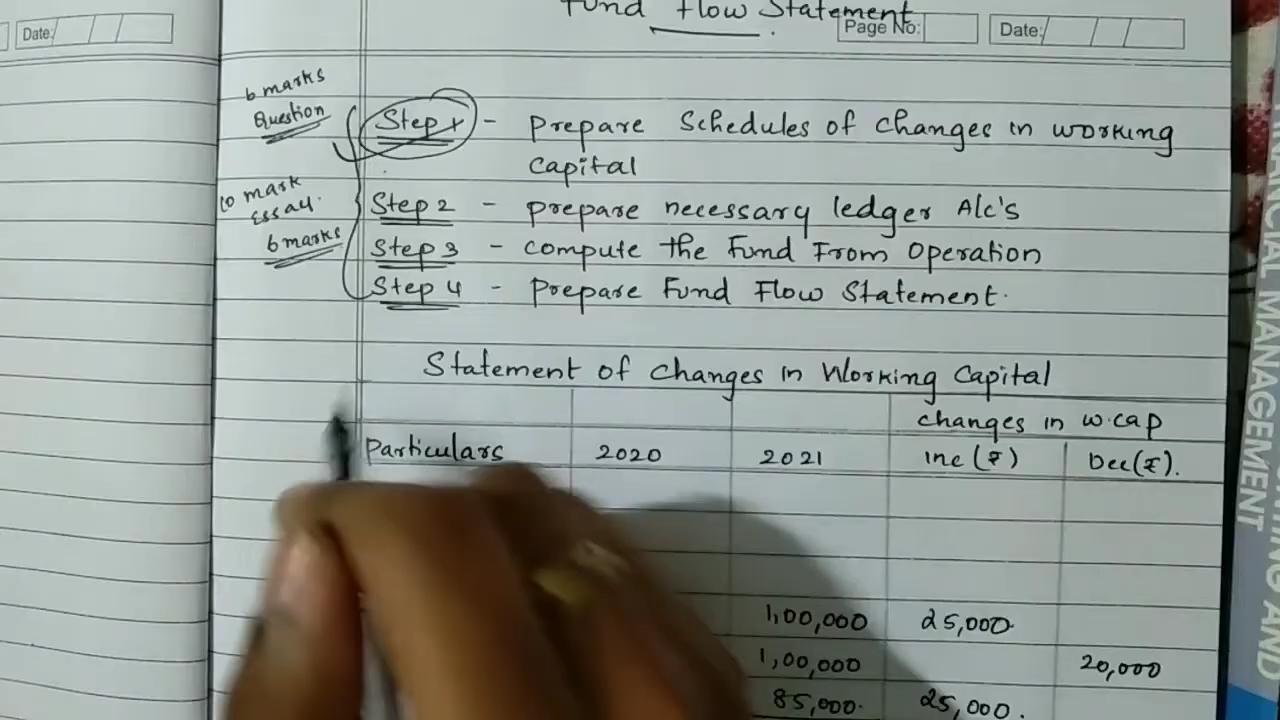 Fund Flow Statement
Date:
Page No:
Date:
6 marks
Question
Step 1 - Prepare Schedules of Changes in working
Capital
10 mark
Essay.
6 marks
Step 2 - prepare necessary ledger A/c's
Step 3 - compute the Fund From Operation
Step 4 - Prepare Fund Flow Statement.
Statement of Changes in Working Capital
changes in w.cap
Particulars 2020 2021 Inc (₹) Dec (₹).
1,00,000 25,000
1,00,000 20,000
85,000 25,000.
MANAGEMENT